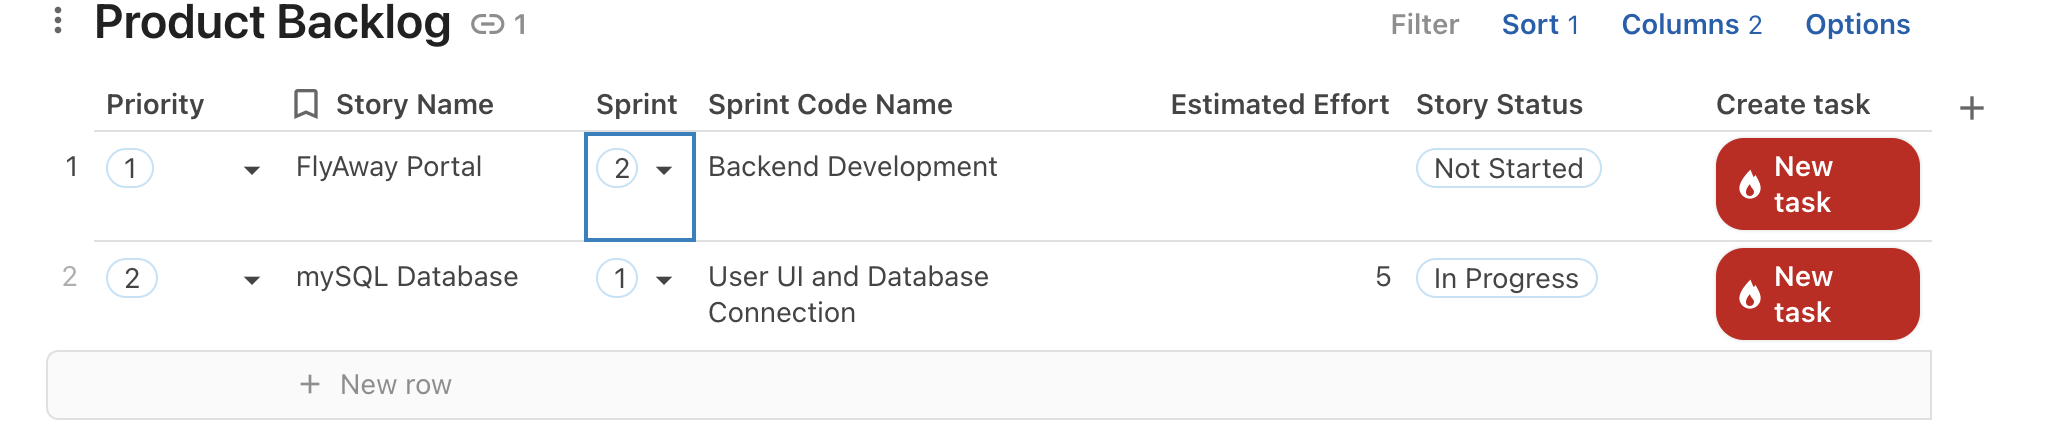 Product Backlog 1 Filter Sort 1 Columns 2 Options
Priority Story Name Sprint Sprint Code Name Estimated Effort Story Status Create task +
1 1 FlyAway Portal 2 Backend Development Not Started New
task
2 2 mySQL Database 1 User UI and Database 5 In Progress New
Connection task
+ New row